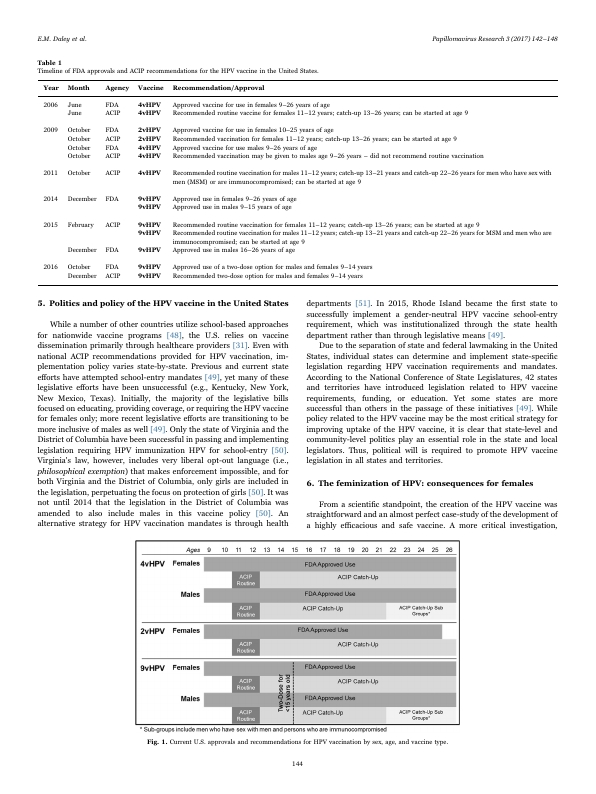 E.M. Daley et al.
Papillomavirus Research 3 (2017) 142–148
Table 1
Timeline of FDA approvals and ACIP recommendations for the HPV vaccine in the United States.
Year Month Agency Vaccine Recommendation/Approval
2006 June FDA 4vHPV Approved vaccine for use in females 9–26 years of age
June ACIP 4vHPV Recommended routine vaccine for females 11–12 years; catch-up 13–26 years; can be started at age 9
2009 October FDA 2vHPV Approved vaccine for use in females 10–25 years of age
October ACIP 2vHPV Recommended vaccination for females 11–12 years; catch-up 13–26 years; can be started at age 9
October FDA 4vHPV Approved vaccine for use males 9–26 years of age
October ACIP 4vHPV Recommended vaccination may be given to males age 9–26 years – did not recommend routine vaccination
2011 October ACIP 4vHPV Recommended routine vaccination for males 11–12 years; catch-up 13–21 years and catch-up 22–26 years for men who have sex with
men (MSM) or are immunocompromised; can be started at age 9
2014 December FDA 9vHPV Approved use in females 9–26 years of age
9vHPV Approved use in males 9–15 years of age
2015 February ACIP 9vHPV Recommended routine vaccination for females 11–12 years; catch-up 13–26 years; can be started at age 9
9vHPV Recommended routine vaccination for males 11–12 years; catch-up 13–21 years and catch-up 22–26 years for MSM and men who are
immunocompromised; can be started at age 9
December FDA 9vHPV Approved use in males 16–26 years of age
2016 October FDA 9vHPV Approved use of a two-dose option for males and females 9–14 years
December ACIP 9vHPV Recommended two-dose option for males and females 9–14 years
5. Politics and policy of the HPV vaccine in the United States
While a number of other countries utilize school-based approaches
for nationwide vaccine programs [48], the U.S. relies on vaccine
dissemination primarily through healthcare providers [31]. Even with
national ACIP recommendations provided for HPV vaccination, im-
plementation policy varies state-by-state. Previous and current state
efforts have attempted school-entry mandates [49], yet many of these
legislative efforts have been unsuccessful (e.g., Kentucky, New York,
New Mexico, Texas). Initially, the majority of the legislative bills
focused on educating, providing coverage, or requiring the HPV vaccine
for females only; more recent legislative efforts are transitioning to be
more inclusive of males as well [49]. Only the state of Virginia and the
District of Columbia have been successful in passing and implementing
legislation requiring HPV immunization HPV for school-entry [50].
Virginia's law, however, includes very liberal opt-out language (i.e.,
philosophical exemption) that makes enforcement impossible, and for
both Virginia and the District of Columbia, only girls are included in
the legislation, perpetuating the focus on protection of girls [50]. It was
not until 2014 that the legislation in the District of Columbia was
amended to also include males in this vaccine policy [50]. An
alternative strategy for HPV vaccination mandates is through health
departments [51]. In 2015, Rhode Island became the first state to
successfully implement a gender-neutral HPV vaccine school-entry
requirement, which was institutionalized through the state health
department rather than through legislative means [49].
Due to the separation of state and federal lawmaking in the United
States, individual states can determine and implement state-specific
legislation regarding HPV vaccination requirements and mandates.
According to the National Conference of State Legislatures, 42 states
and territories have introduced legislation related to HPV vaccine
requirements, funding, or education. Yet some states are more
successful than others in the passage of these initiatives [49]. While
policy related to the HPV vaccine may be the most critical strategy for
improving uptake of the HPV vaccine, it is clear that state-level and
community-level politics play an essential role in the state and local
legislators. Thus, political will is required to promote HPV vaccine
legislation in all states and territories.
6. The feminization of HPV: consequences for females
From a scientific standpoint, the creation of the HPV vaccine was
straightforward and an almost perfect case-study of the development of
a highly efficacious and safe vaccine. A more critical investigation,
Ages 9 10 11 12 13 14 15 16 17 18 19 20 21 22 23 24 25 26
4vHPV Females FDA Approved Use
ACIP Routine ACIP Catch-Up
Males FDA Approved Use
ACIP Routine ACIP Catch-Up ACIP Catch-Up Sub Groups*
2vHPV Females FDA Approved Use
ACIP Routine ACIP Catch-Up
9vHPV Females FDA Approved Use
ACIP Routine ACIP Catch-Up
Two-Dose for
<15 years old
Males FDA Approved Use
ACIP Routine ACIP Catch-Up ACIP Catch-Up Sub Groups*
* Sub-groups include men who have sex with men and persons who are immunocompromised
Fig. 1. Current U.S. approvals and recommendations for HPV vaccination by sex, age, and vaccine type.
144